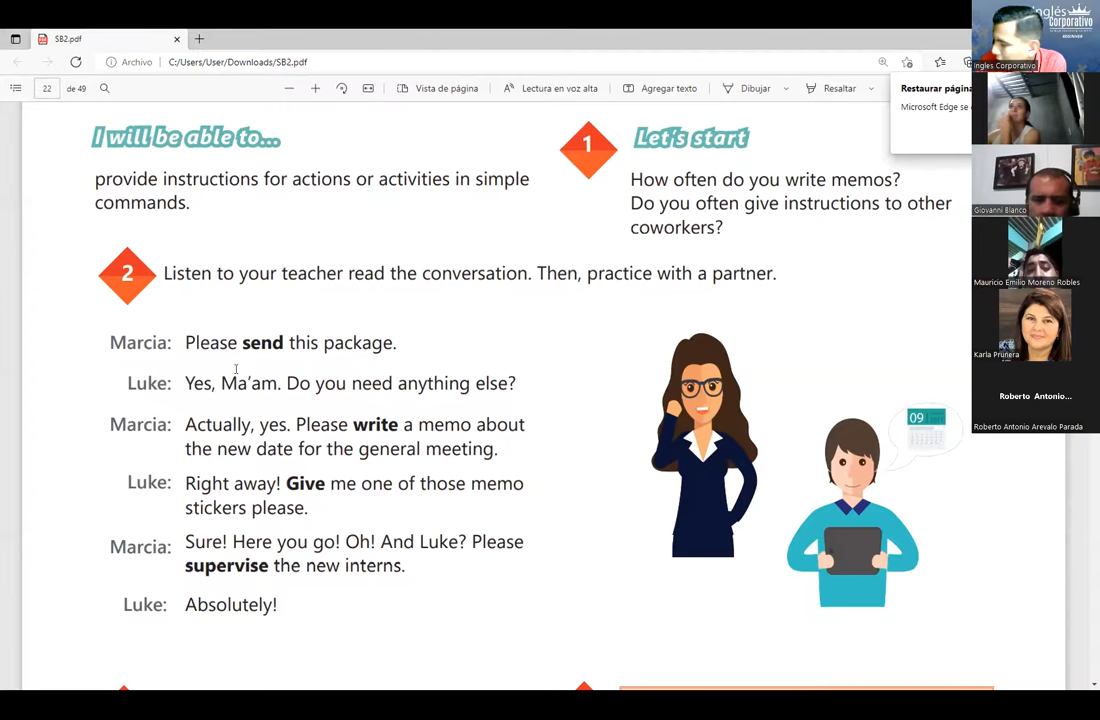 SB2.pdf
Archivo
C:/Users/User/Downloads/SB2.pdf
22
de 49
Vista de página
Lectura en voz alta
Agregar texto
Dibujar
Resaltar
Restaurar página
Microsoft Edge se
I will be able to...
provide instructions for actions or activities in simple
commands.
1
Let's start
How often do you write memos?
Do you often give instructions to other
coworkers?
2
Listen to your teacher read the conversation. Then, practice with a partner.
Marcia: Please send this package.
Luke: Yes, Ma'am. Do you need anything else?
Marcia: Actually, yes. Please write a memo about
the new date for the general meeting.
Luke: Right away! Give me one of those memo
stickers please.
Marcia: Sure! Here you go! Oh! And Luke? Please
supervise the new interns.
Luke: Absolutely!
09
Inglés
Corporativo
BEGINNER
Ingles Corporativo
Giovanni Blanco
Mauricio Emilio Moreno Robles
Karla Prunera
Roberto Antonio...
Roberto Antonio Arevalo Parada